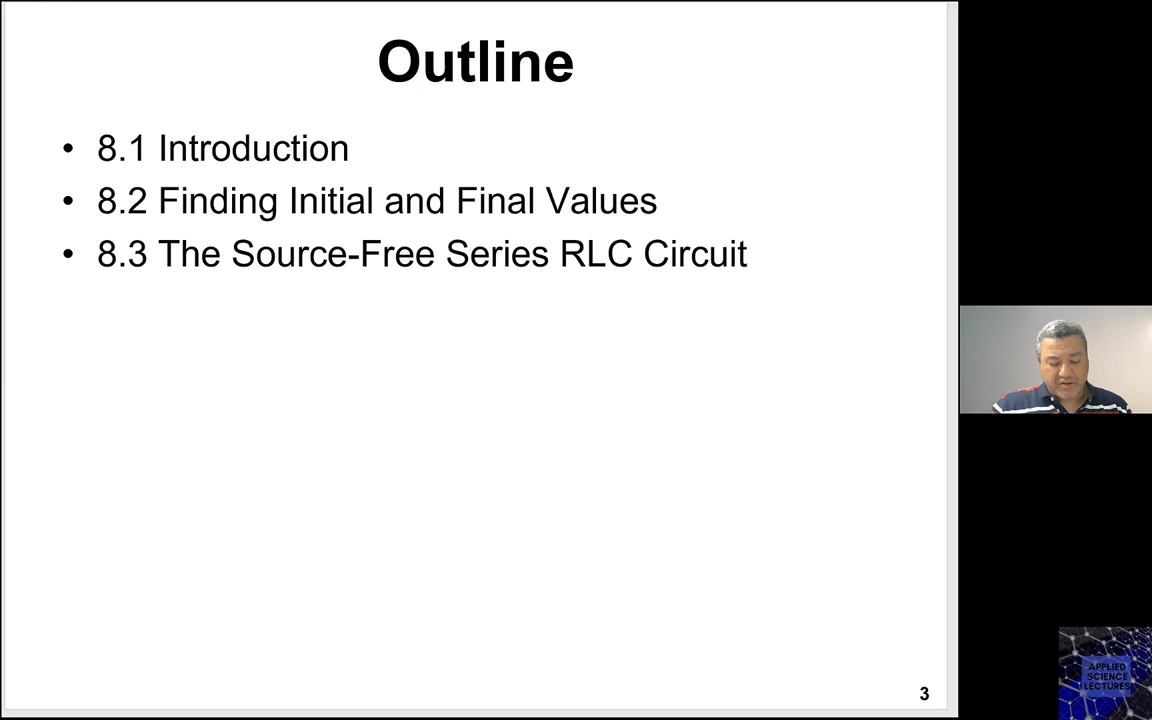 Outline
• 8.1 Introduction
• 8.2 Finding Initial and Final Values
• 8.3 The Source-Free Series RLC Circuit
3
APPLIED
SCIENCE
LECTURES